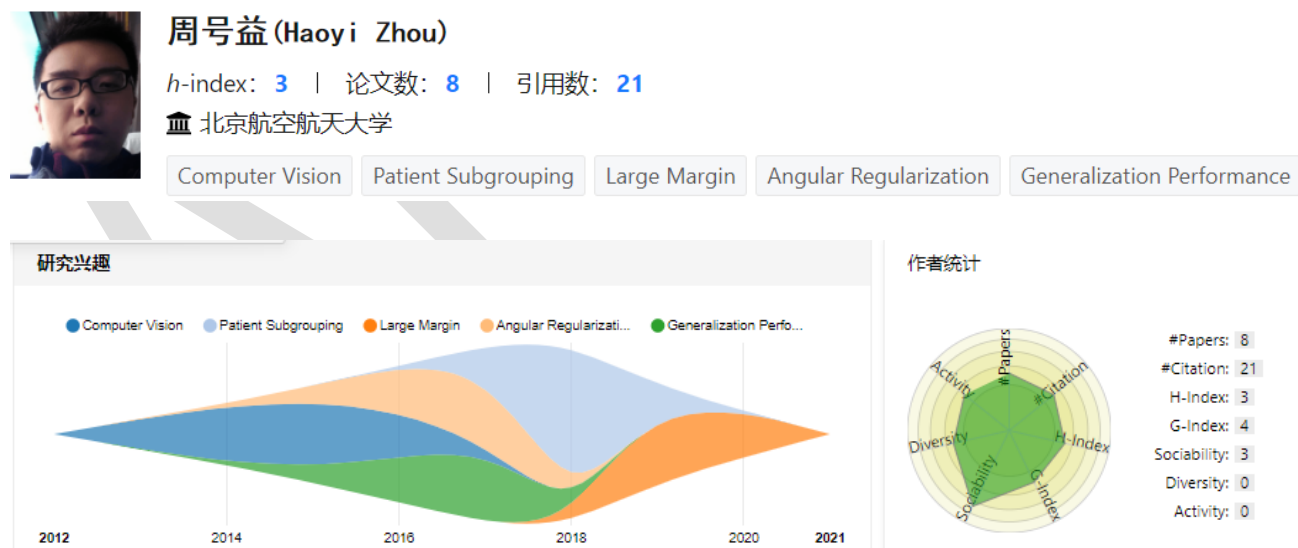 周号益(Haoyi Zhou)
h-index: 3 | 论文数: 8 | 引用数: 21
北京航空航天大学
Computer Vision Patient Subgrouping Large Margin Angular Regularization Generalization Performance
研究兴趣
Computer Vision Patient Subgrouping Large Margin Angular Regularizati... Generalization Perfo...
2012 2014 2016 2018 2020 2021
作者统计
#Papers
#Citation
H-Index
G-Index
Sociability
Diversity
Activity
#Papers: 8
#Citation: 21
H-Index: 3
G-Index: 4
Sociability: 3
Diversity: 0
Activity: 0